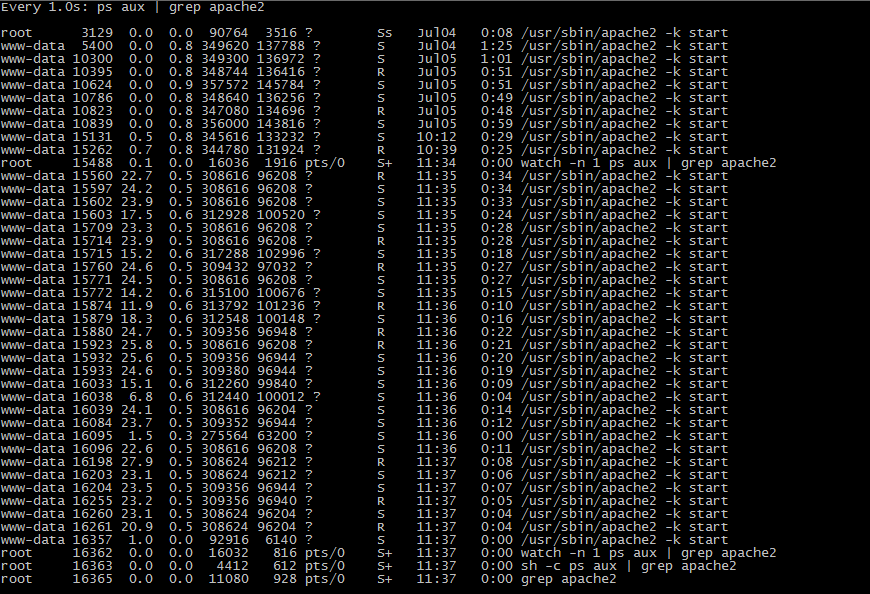 Every 1.0s: ps aux | grep apache2
root 3129 0.0 0.0 90764 3516 ? Ss Jul04 0:08 /usr/sbin/apache2 -k start
www-data 5400 0.0 0.8 349620 137788 ? S Jul04 1:25 /usr/sbin/apache2 -k start
www-data 10300 0.0 0.8 349300 136972 ? S Jul05 1:01 /usr/sbin/apache2 -k start
www-data 10395 0.0 0.8 348744 136416 ? R Jul05 0:51 /usr/sbin/apache2 -k start
www-data 10624 0.0 0.9 357572 145784 ? S Jul05 0:51 /usr/sbin/apache2 -k start
www-data 10786 0.0 0.8 348640 136256 ? S Jul05 0:49 /usr/sbin/apache2 -k start
www-data 10823 0.0 0.8 347080 134696 ? R Jul05 0:48 /usr/sbin/apache2 -k start
www-data 10839 0.0 0.8 356000 143816 ? S Jul05 0:59 /usr/sbin/apache2 -k start
www-data 15131 0.5 0.8 345616 133232 ? S 10:12 0:29 /usr/sbin/apache2 -k start
www-data 15262 0.7 0.8 344780 131924 ? R 10:39 0:25 /usr/sbin/apache2 -k start
root 15488 0.1 0.0 16036 1916 pts/0 S+ 11:34 0:00 watch -n 1 ps aux | grep apache2
www-data 15560 22.7 0.5 308616 96208 ? R 11:35 0:34 /usr/sbin/apache2 -k start
www-data 15597 24.2 0.5 308616 96208 ? S 11:35 0:34 /usr/sbin/apache2 -k start
www-data 15602 23.9 0.5 308616 96208 ? S 11:35 0:33 /usr/sbin/apache2 -k start
www-data 15603 17.5 0.6 312928 100520 ? S 11:35 0:24 /usr/sbin/apache2 -k start
www-data 15709 23.3 0.5 308616 96208 ? S 11:35 0:28 /usr/sbin/apache2 -k start
www-data 15714 23.9 0.5 308616 96208 ? R 11:35 0:28 /usr/sbin/apache2 -k start
www-data 15715 15.2 0.6 317288 102996 ? S 11:35 0:18 /usr/sbin/apache2 -k start
www-data 15760 24.6 0.5 309432 97032 ? R 11:35 0:27 /usr/sbin/apache2 -k start
www-data 15771 24.5 0.5 308616 96208 ? S 11:35 0:27 /usr/sbin/apache2 -k start
www-data 15772 14.2 0.6 315100 100676 ? S 11:35 0:15 /usr/sbin/apache2 -k start
www-data 15874 11.9 0.6 313792 101236 ? R 11:36 0:10 /usr/sbin/apache2 -k start
www-data 15879 18.3 0.6 312548 100148 ? S 11:36 0:16 /usr/sbin/apache2 -k start
www-data 15880 24.7 0.5 309356 96948 ? R 11:36 0:22 /usr/sbin/apache2 -k start
www-data 15923 25.8 0.5 308616 96208 ? R 11:36 0:21 /usr/sbin/apache2 -k start
www-data 15932 25.6 0.5 309356 96944 ? S 11:36 0:20 /usr/sbin/apache2 -k start
www-data 15933 24.6 0.5 309380 96944 ? S 11:36 0:19 /usr/sbin/apache2 -k start
www-data 16033 15.1 0.6 312260 99840 ? S 11:36 0:09 /usr/sbin/apache2 -k start
www-data 16038 6.8 0.6 312440 100012 ? S 11:36 0:04 /usr/sbin/apache2 -k start
www-data 16039 24.1 0.5 308616 96204 ? S 11:36 0:14 /usr/sbin/apache2 -k start
www-data 16084 23.7 0.5 309352 96944 ? S 11:36 0:12 /usr/sbin/apache2 -k start
www-data 16095 1.5 0.3 275564 63200 ? S 11:36 0:00 /usr/sbin/apache2 -k start
www-data 16096 22.6 0.5 308616 96208 ? S 11:36 0:11 /usr/sbin/apache2 -k start
www-data 16198 27.9 0.5 308624 96212 ? R 11:37 0:08 /usr/sbin/apache2 -k start
www-data 16203 23.1 0.5 308624 96212 ? S 11:37 0:06 /usr/sbin/apache2 -k start
www-data 16204 23.5 0.5 309356 96944 ? S 11:37 0:07 /usr/sbin/apache2 -k start
www-data 16255 23.2 0.5 309356 96940 ? R 11:37 0:05 /usr/sbin/apache2 -k start
www-data 16260 23.1 0.5 308624 96204 ? S 11:37 0:04 /usr/sbin/apache2 -k start
www-data 16261 20.9 0.5 308624 96204 ? R 11:37 0:04 /usr/sbin/apache2 -k start
www-data 16357 1.0 0.0 92916 6140 ? S 11:37 0:00 /usr/sbin/apache2 -k start
root 16362 0.0 0.0 16032 816 pts/0 S+ 11:37 0:00 watch -n 1 ps aux | grep apache2
root 16363 0.0 0.0 4412 612 pts/0 S+ 11:37 0:00 sh -c ps aux | grep apache2
root 16365 0.0 0.0 11080 928 pts/0 S+ 11:37 0:00 grep apache2